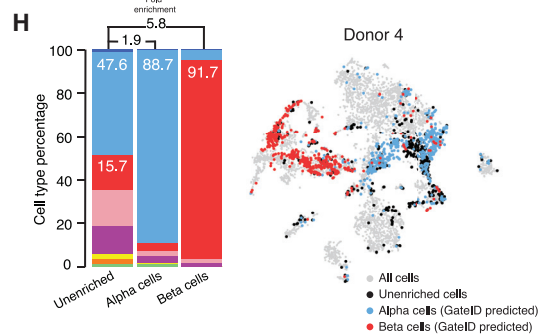 H
enrichment
5.8
1.9
Donor 4
Cell type percentage
100
80
60
40
20
0
47.6
88.7
91.7
15.7
Unenriched
Alpha cells
Beta cells
All cells
Unenriched cells
Alpha cells (GateID predicted)
Beta cells (GateID predicted)